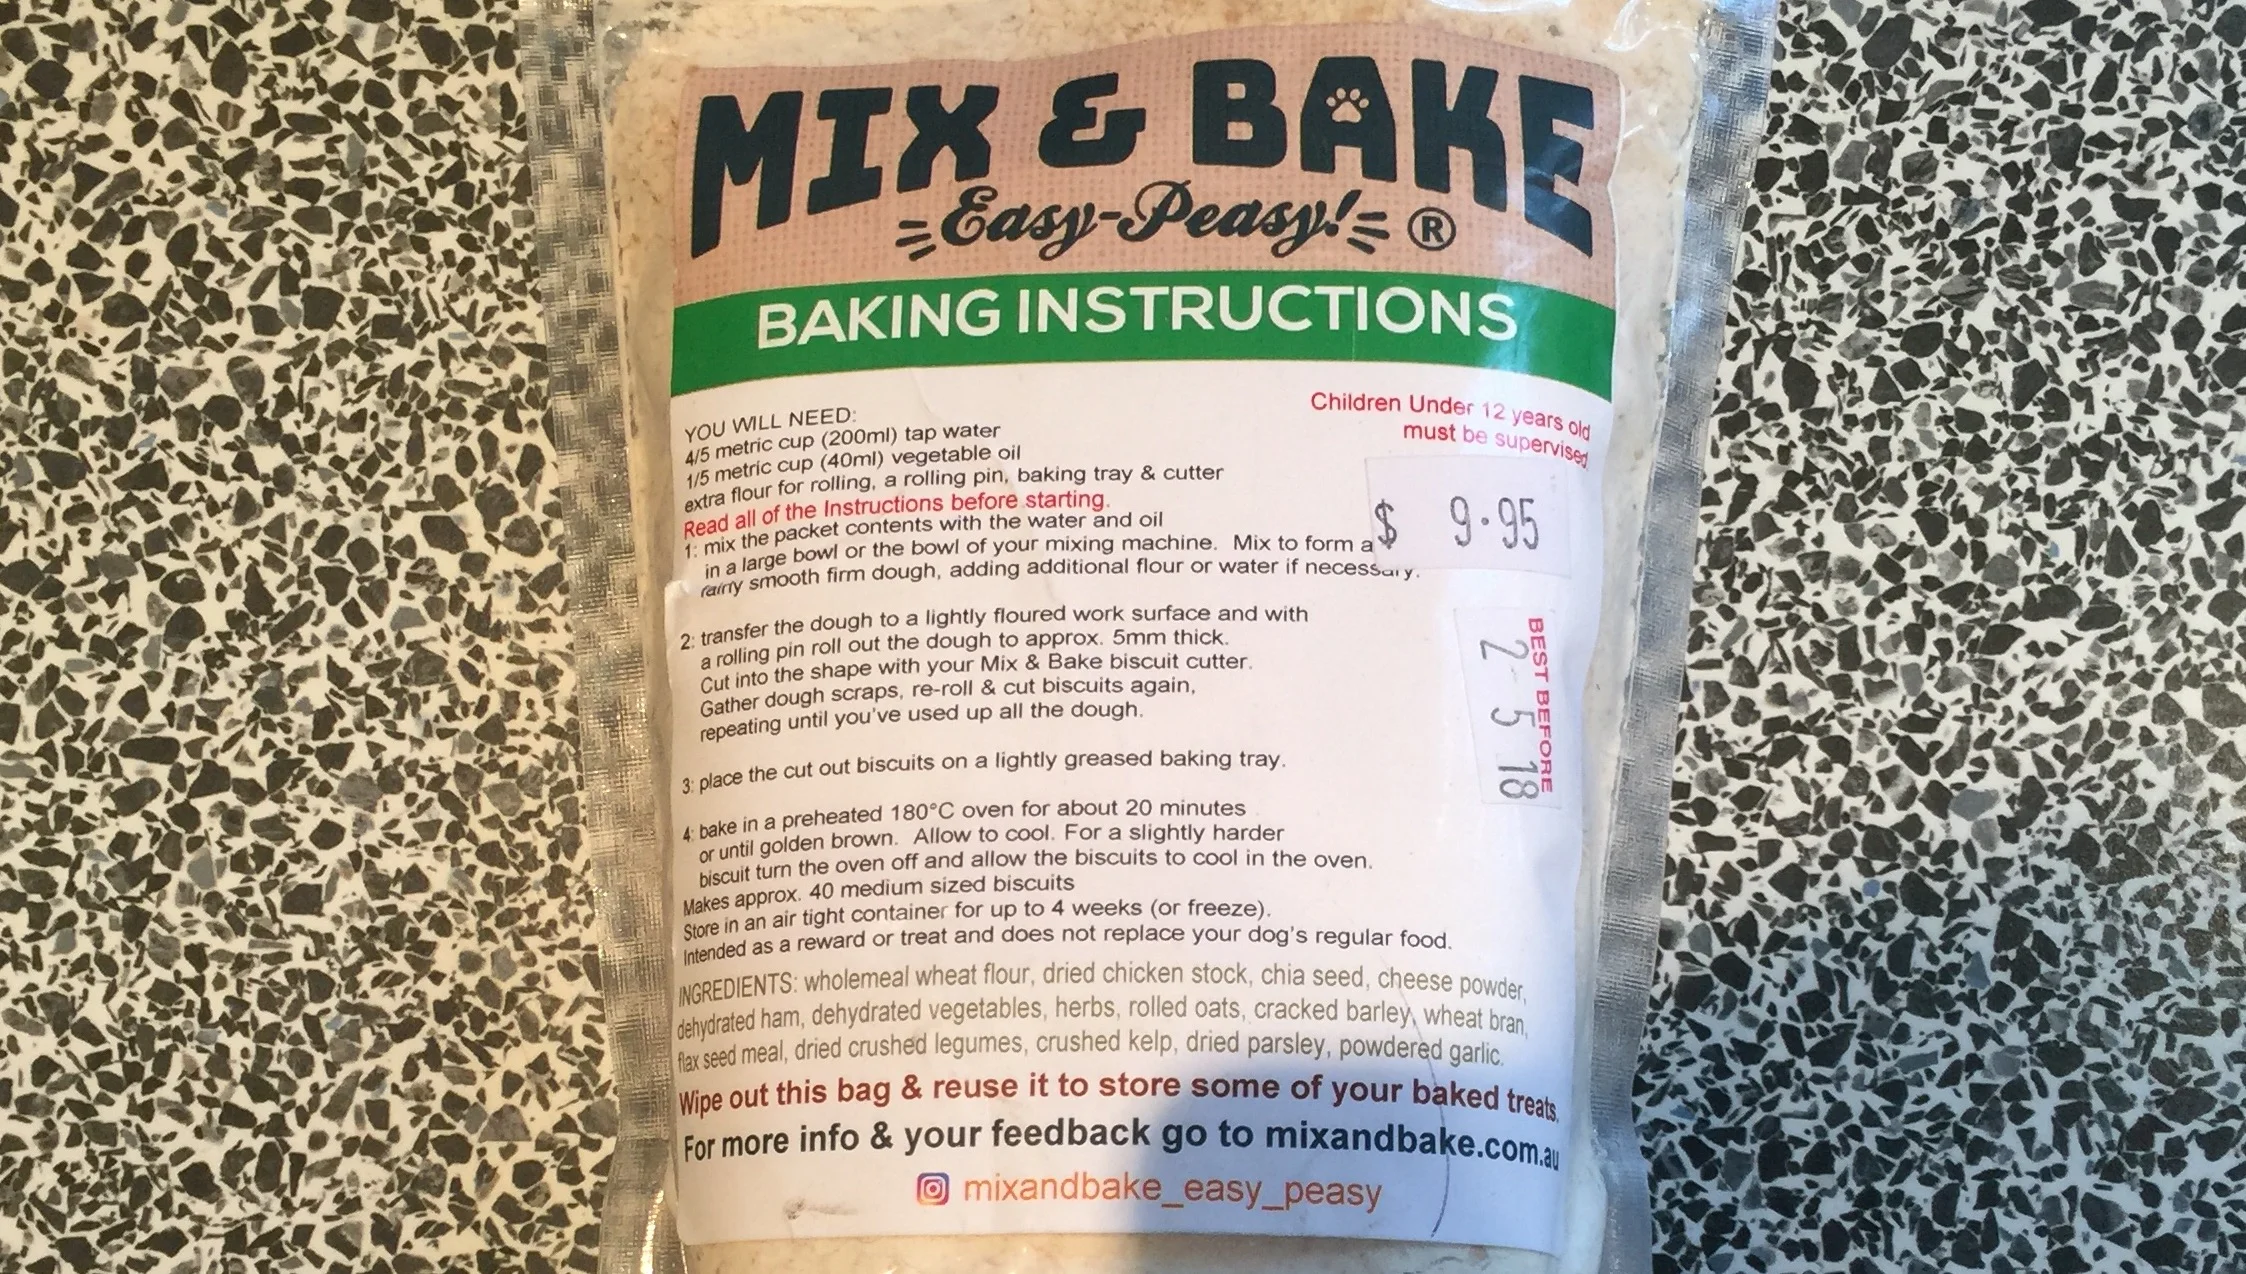 MIX & BAKE
Easy-Peasy! ®
BAKING INSTRUCTIONS
Children Under 12 years old
must be supervised
YOU WILL NEED:
4/5 metric cup (200ml) tap water
1/5 metric cup (40ml) vegetable oil
extra flour for rolling, a rolling pin, baking tray & cutter
Read all of the Instructions before starting.
1: mix the packet contents with the water and oil
in a large bowl or the bowl of your mixing machine. Mix to form a
fairly smooth firm dough, adding additional flour or water if necessary.
$ 9.95
2: transfer the dough to a lightly floured work surface and with
a rolling pin roll out the dough to approx. 5mm thick.
Cut into the shape with your Mix & Bake biscuit cutter.
Gather dough scraps, re-roll & cut biscuits again,
repeating until you've used up all the dough.
BEST BEFORE
2 5 18
3: place the cut out biscuits on a lightly greased baking tray.
4: bake in a preheated 180°C oven for about 20 minutes
or until golden brown. Allow to cool. For a slightly harder
biscuit turn the oven off and allow the biscuits to cool in the oven.
Makes approx. 40 medium sized biscuits
Store in an air tight container for up to 4 weeks (or freeze).
Intended as a reward or treat and does not replace your dog's regular food.
INGREDIENTS: wholemeal wheat flour, dried chicken stock, chia seed, cheese powder,
dehydrated ham, dehydrated vegetables, herbs, rolled oats, cracked barley, wheat bran,
flax seed meal, dried crushed legumes, crushed kelp, dried parsley, powdered garlic.
Wipe out this bag & reuse it to store some of your baked treats.
For more info & your feedback go to mixandbake.com.au
mixandbake_easy_peasy